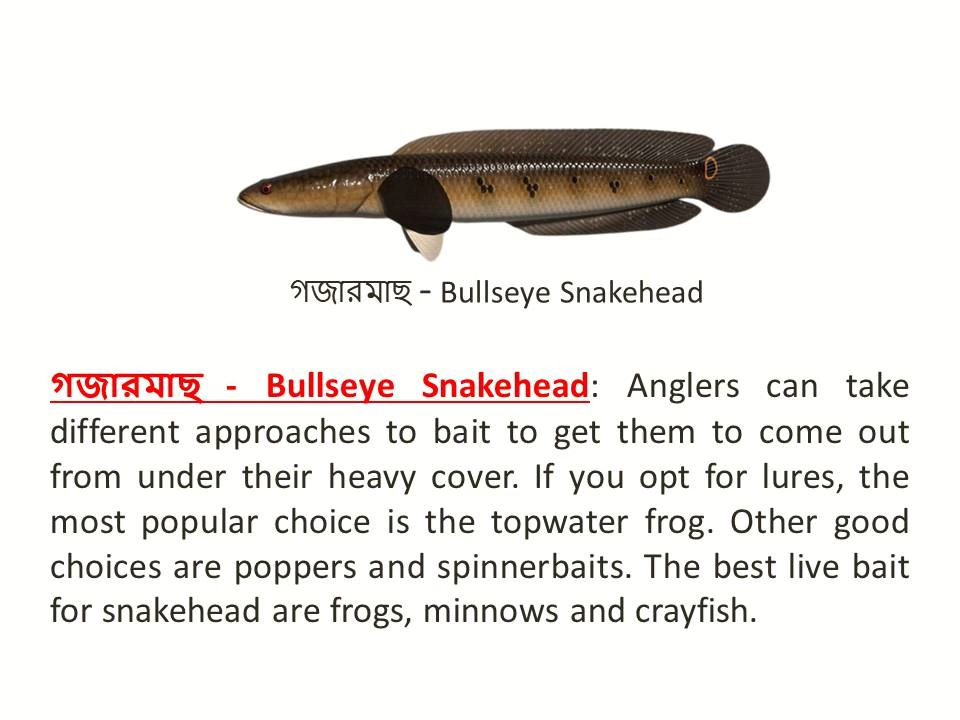 গজারমাছ - Bullseye Snakehead
গজারমাছ - Bullseye Snakehead: Anglers can take
different approaches to bait to get them to come out
from under their heavy cover. If you opt for lures, the
most popular choice is the topwater frog. Other good
choices are poppers and spinnerbaits. The best live bait
for snakehead are frogs, minnows and crayfish.